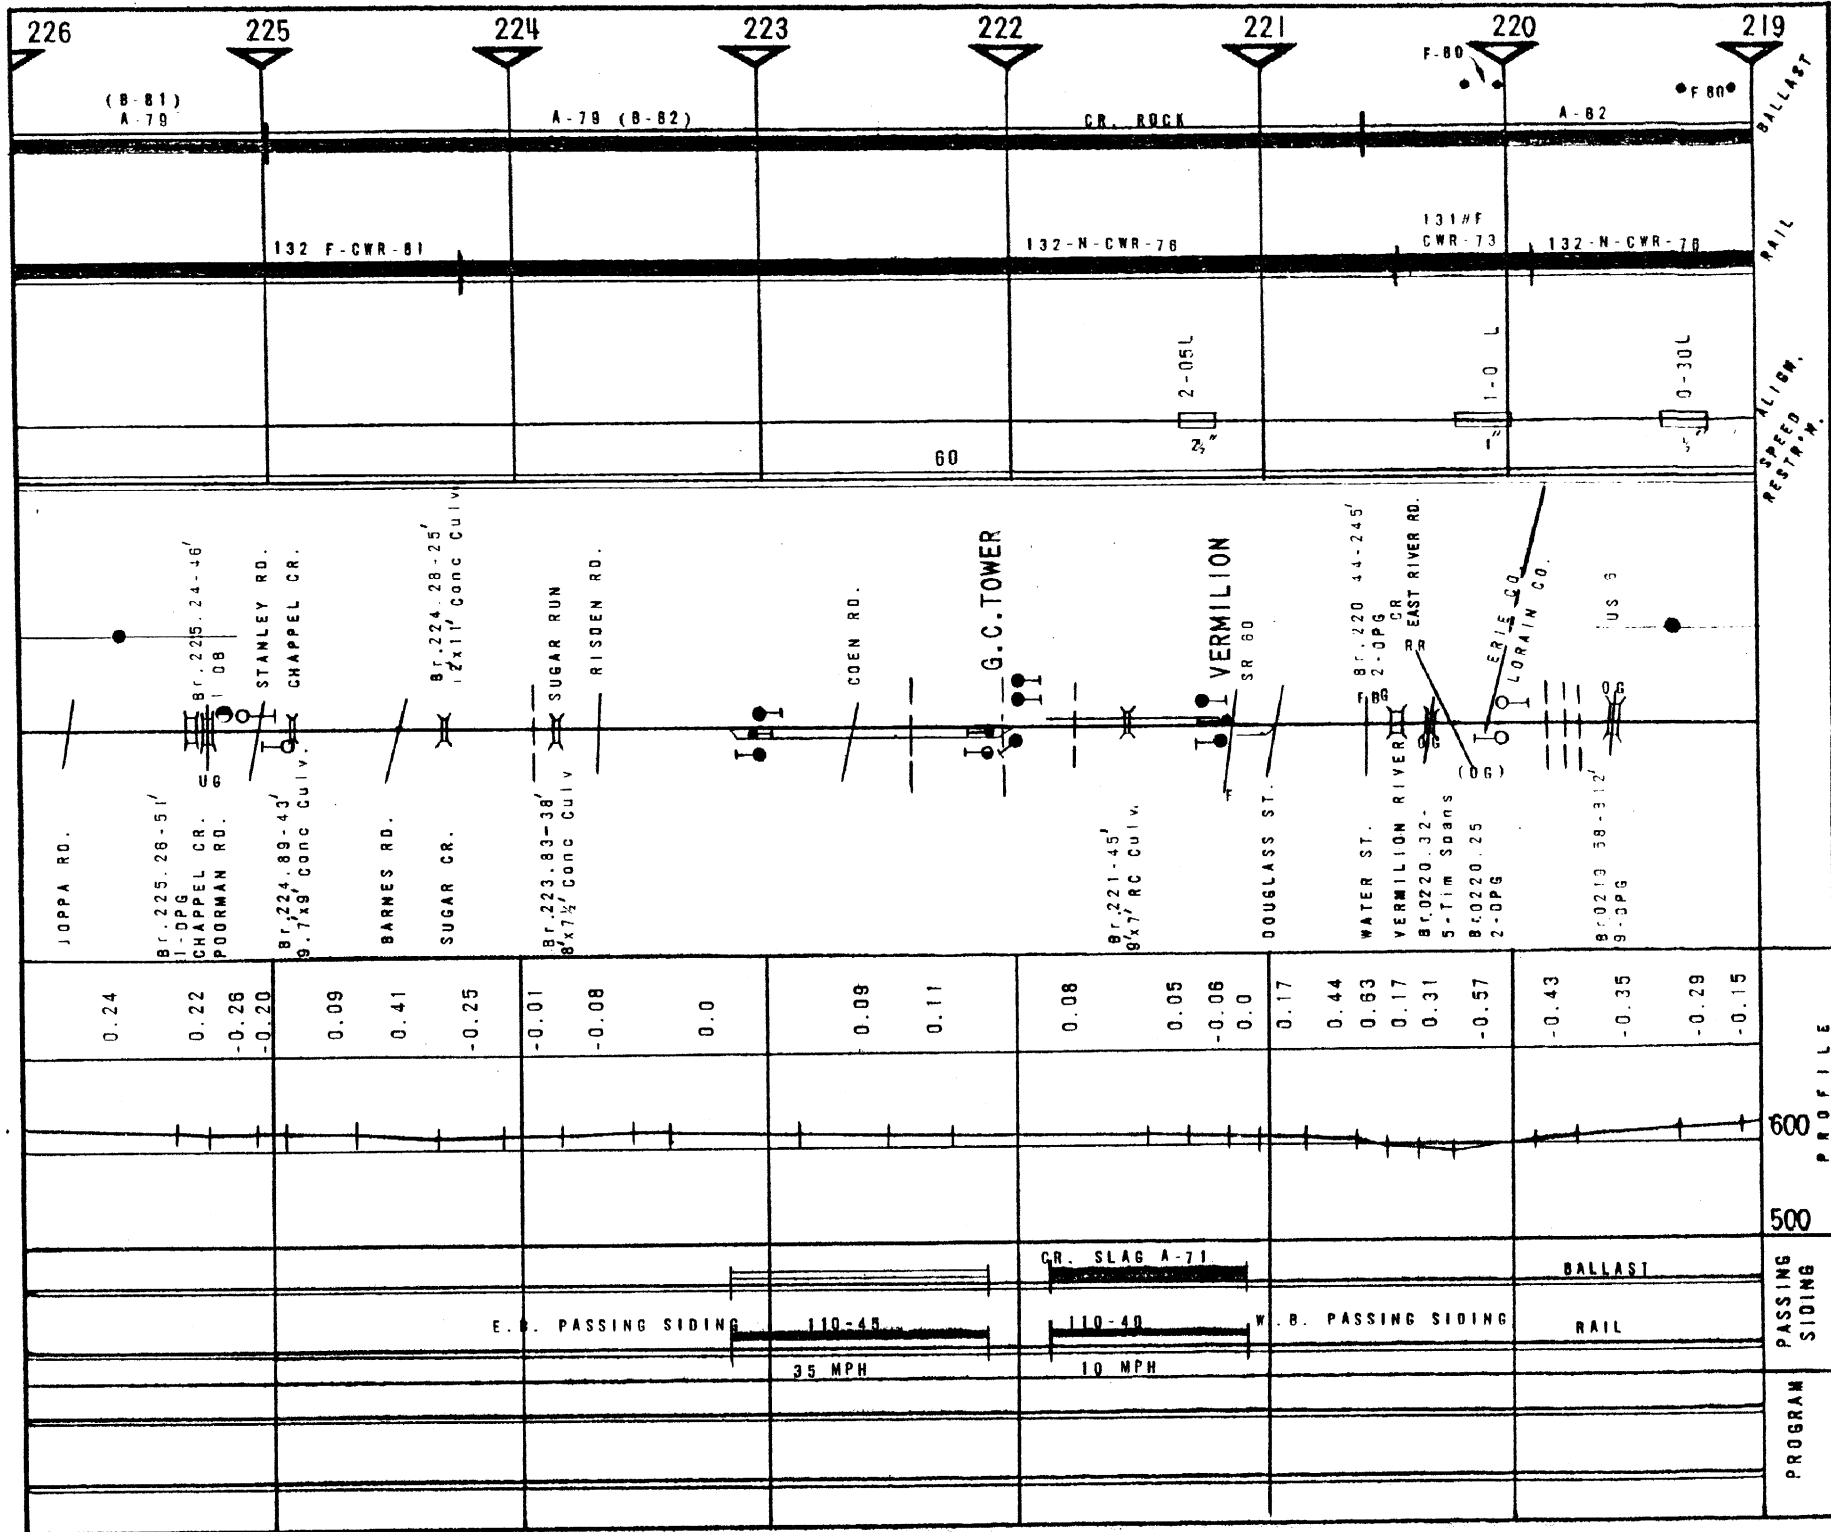 226 225 224 223 222 221 220 219
F-80
F 80
BALLAST
(B-81)
A-79
A-79 (B-82)
CR. ROCK
A-82
132 F-CWR-81
132-N-CWR-76
131#F
CWR-73
132-N-CWR-76
RAIL
2-05L
1-0 L
0-30L
2½"
1"
½"
ALIGN.
60
SPEED
RESTR'N.
Br.225.24-46'
DB
STANLEY RD.
CHAPPEL CR.
Br.224.28-25'
12'x11' Conc Culv
SUGAR RUN
RISDEN RD.
COEN RD.
G.C.TOWER
VERMILION
SR 60
Br.220 44-245'
2-DPG
CR
EAST RIVER RD.
RR
ERIE CO.
LORAIN CO.
US 6
F B G
OG
OG
(OG)
UG
F
JOPPA RD.
Br.225.26-51'
1-DPG
CHAPPEL CR.
POORMAN RD.
Br.224.89-43'
9.7'x9' Conc Culv.
BARNES RD.
SUGAR CR.
Br.223.83-38'
8'x7½' Conc Culv
Br.221-45'
9'x7' RC Culv.
DOUGLASS ST.
WATER ST.
VERMILION RIVER
Br.0220.32-
5-Tim Spans
Br.0220.25
2-DPG
Br.0219 58-312'
9-DPG
0.24 0.22 -0.26 -0.20 0.09 0.41 -0.25 -0.01 -0.08 0.0 0.09 0.11 0.08 0.05 -0.06 0.0 0.17 0.44 0.63 0.17 0.31 -0.57 -0.43 -0.35 -0.29 -0.15
PROFILE
600
500
CR. SLAG A-71
BALLAST
E.B. PASSING SIDING
110-45
110-40
W.B. PASSING SIDING
RAIL
PASSING
SIDING
35 MPH
10 MPH
PROGRAM